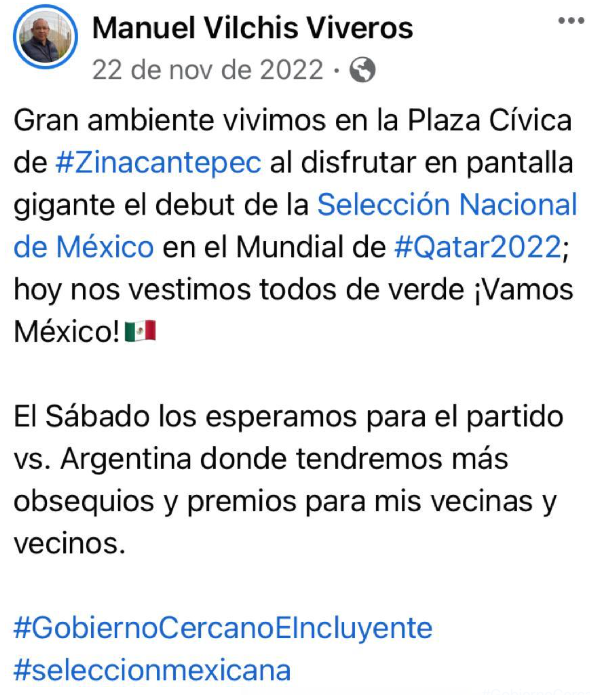 Manuel Vilchis Viveros
22 de nov de 2022 ·
Gran ambiente vivimos en la Plaza Cívica
de #Zinacantepec al disfrutar en pantalla
gigante el debut de la Selección Nacional
de México en el Mundial de #Qatar2022;
hoy nos vestimos todos de verde ¡Vamos
México!🇲🇽
El Sábado los esperamos para el partido
vs. Argentina donde tendremos más
obsequios y premios para mis vecinas y
vecinos.
#GobiernoCercanoEIncluyente
#seleccionmexicana